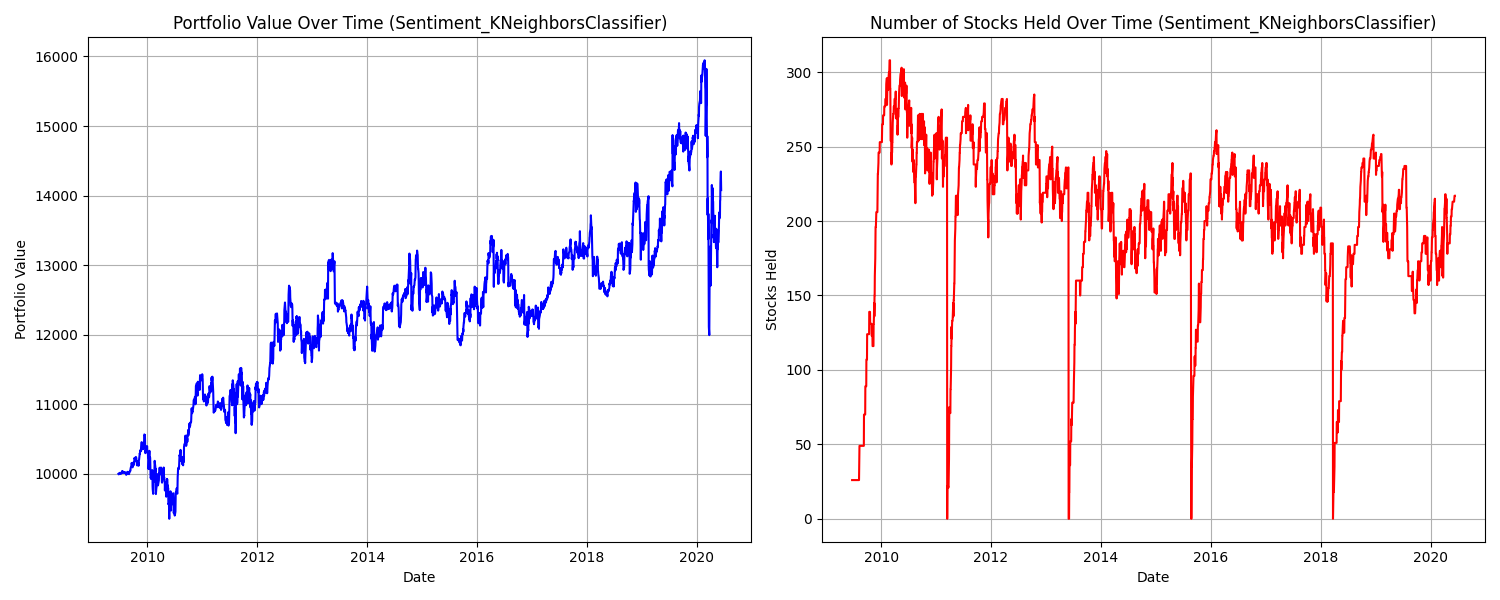 Portfolio Value Over Time (Sentiment_KNeighborsClassifier)
Portfolio Value
16000
15000
14000
13000
12000
11000
10000
2010 2012 2014 2016 2018 2020
Date
Number of Stocks Held Over Time (Sentiment_KNeighborsClassifier)
Stocks Held
300
250
200
150
100
50
0
2010 2012 2014 2016 2018 2020
Date